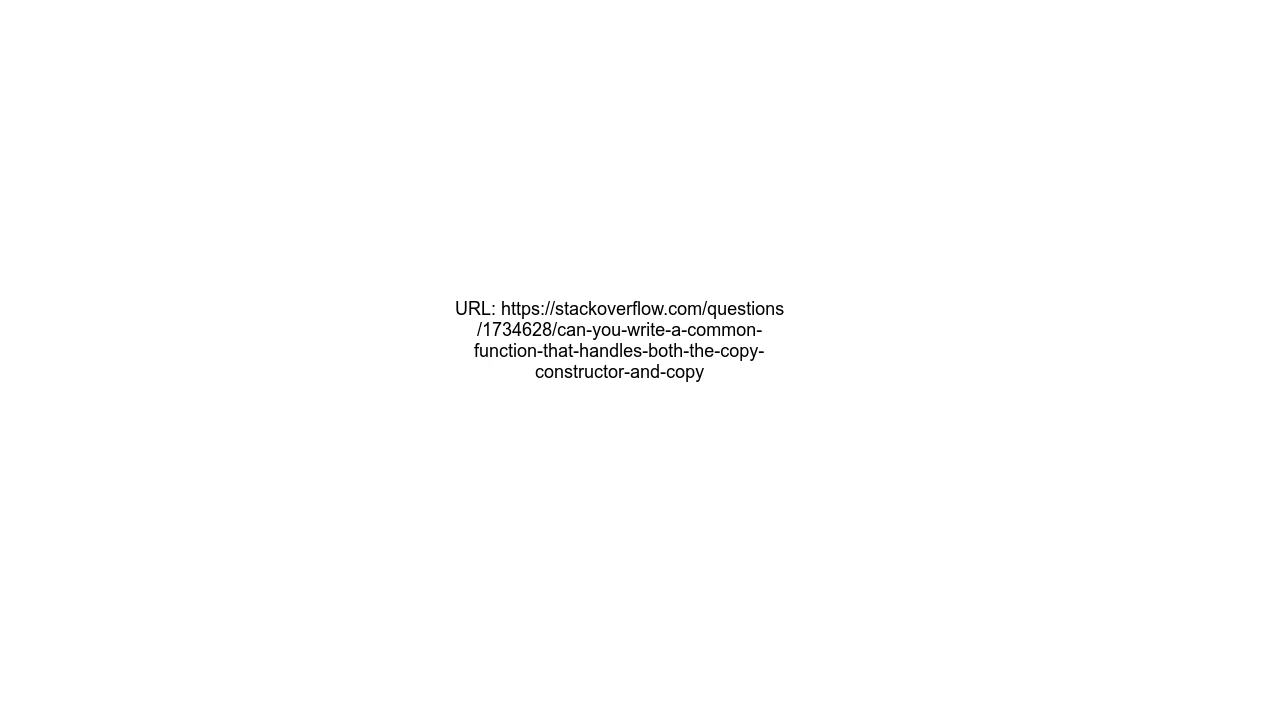 URL: https://stackoverflow.com/questions
/1734628/can-you-write-a-common-
function-that-handles-both-the-copy-
constructor-and-copy